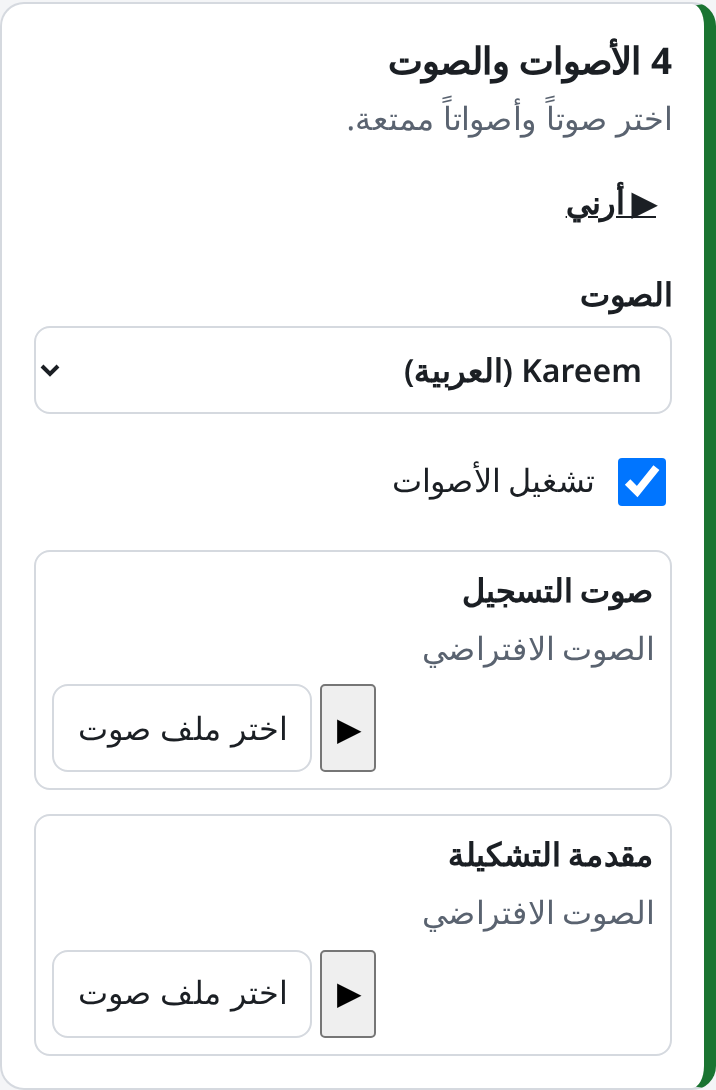 4 الأصوات والصوت
اختر صوتاً وأصواتاً ممتعة.
▶ أرني
الصوت
Kareem (العربية)
تشغيل الأصوات
صوت التسجيل
الصوت الافتراضي
▶ اختر ملف صوت
مقدمة التشكيلة
الصوت الافتراضي
▶ اختر ملف صوت